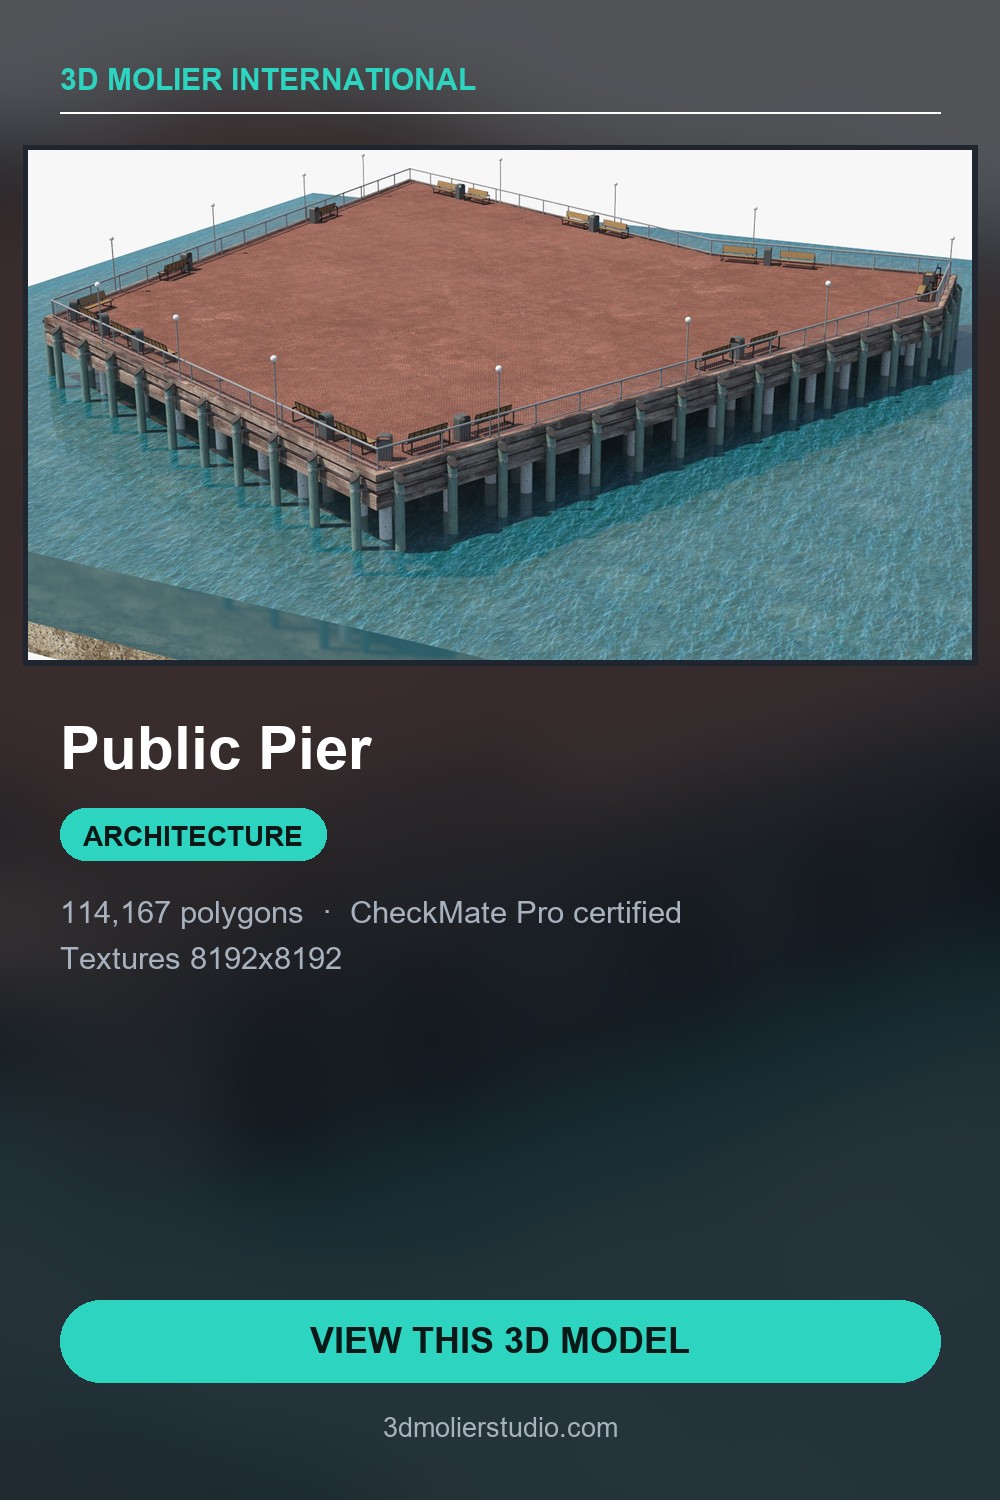 3D MOLIER INTERNATIONAL
Public Pier
ARCHITECTURE
114,167 polygons · CheckMate Pro certified
Textures 8192x8192
VIEW THIS 3D MODEL
3dmolierstudio.com